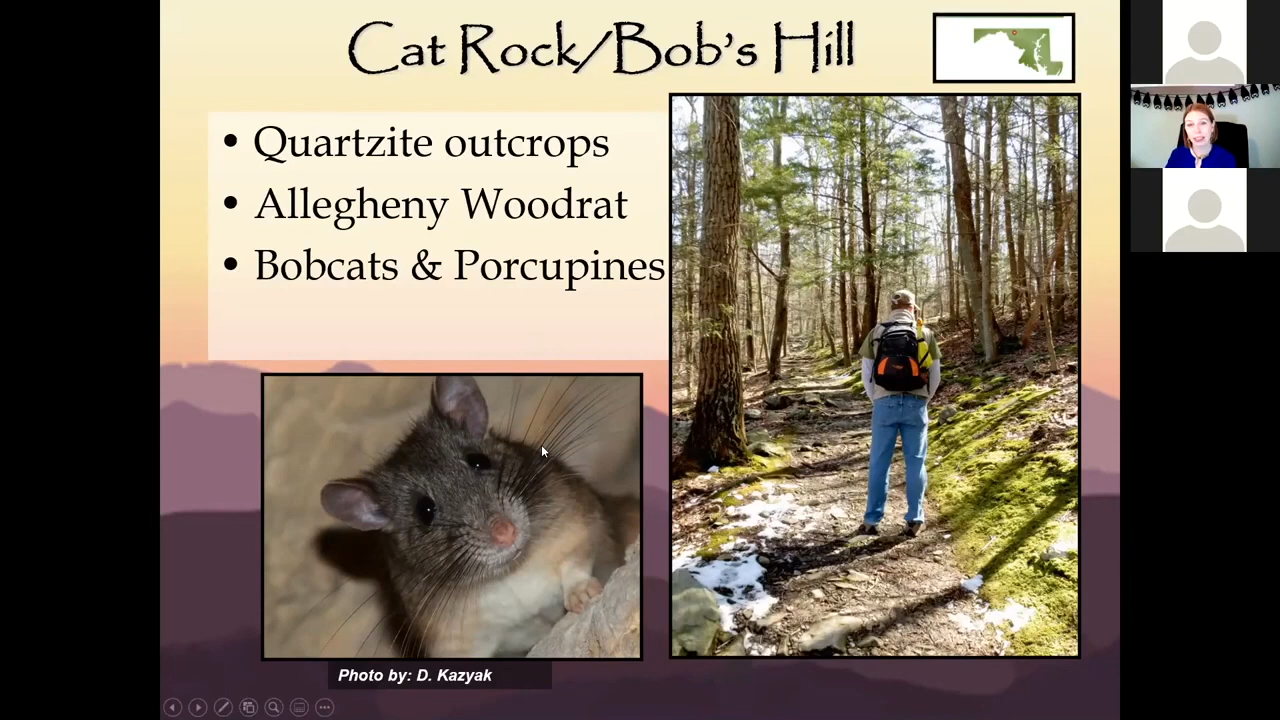 Cat Rock/Bob's Hill
• Quartzite outcrops
• Allegheny Woodrat
• Bobcats & Porcupines
Photo by: D. Kazyak